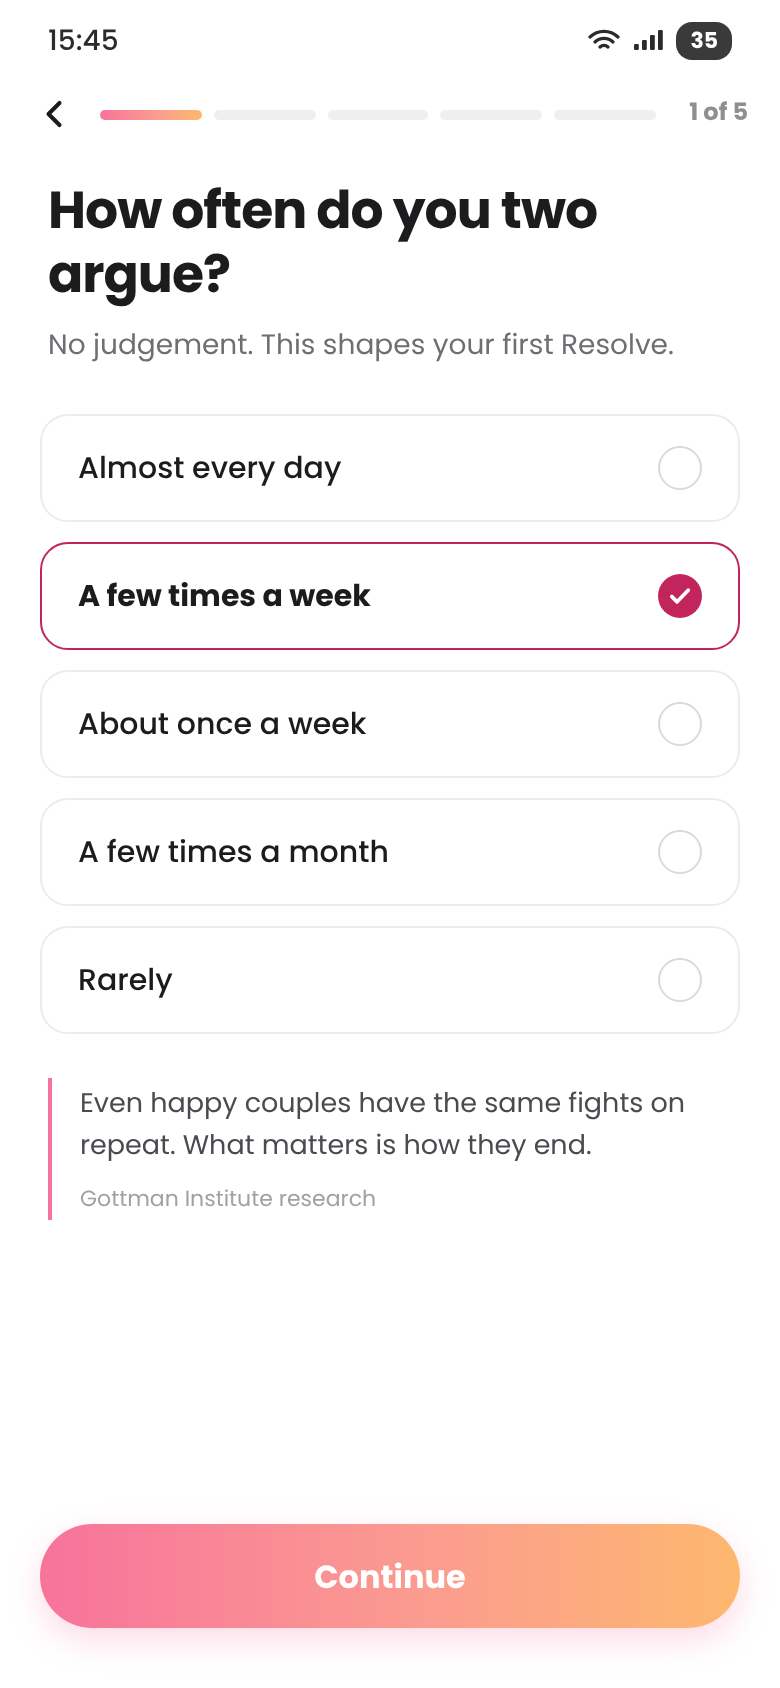 15:45
35
1 of 5
How often do you two
argue?
No judgement. This shapes your first Resolve.
Almost every day
A few times a week
About once a week
A few times a month
Rarely
Even happy couples have the same fights on
repeat. What matters is how they end.
Gottman Institute research
Continue